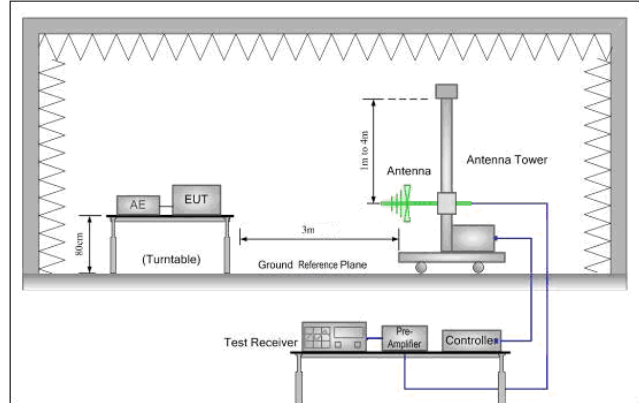 1m to 4m
Antenna
Antenna Tower
AE
EUT
80cm
(Turntable)
3m
Ground Reference Plane
Test Receiver
Pre-
Amplifier
Controller